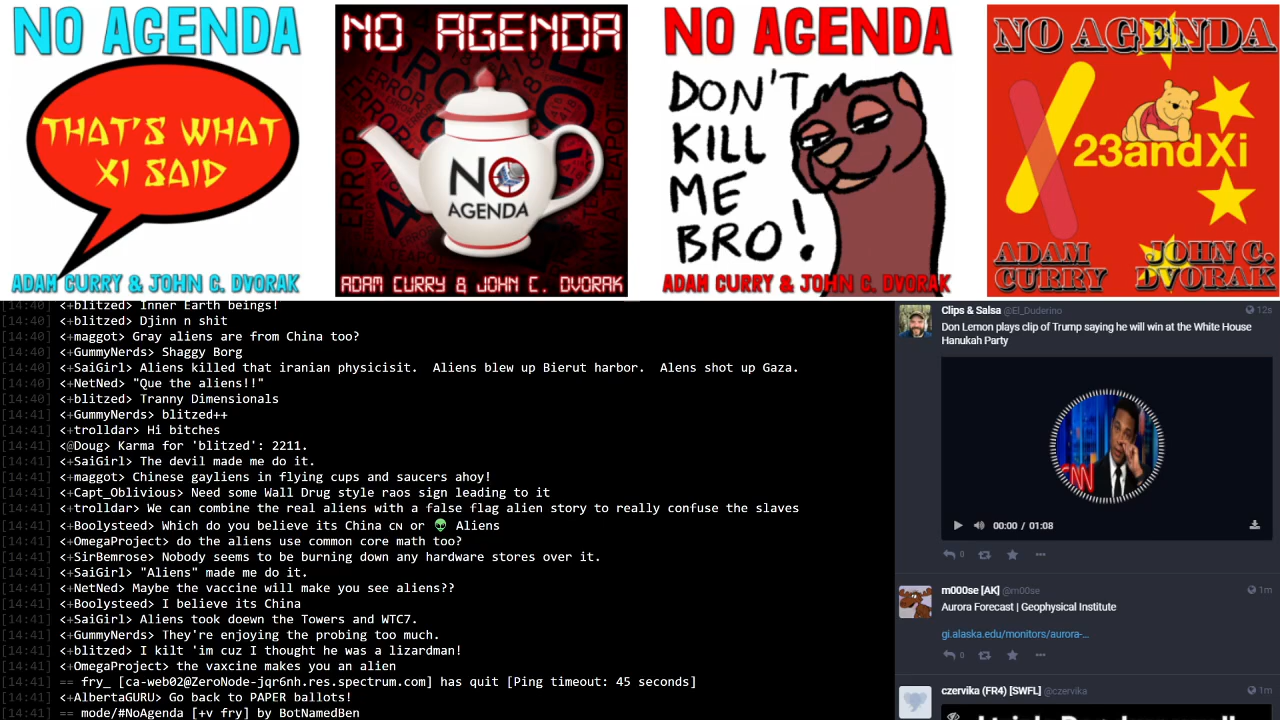 NO AGENDA
THAT'S WHAT
XI SAID
ADAM CURRY & JOHN C. DVORAK
NO AGENDA
NO
AGENDA
ADAM CURRY & JOHN C. DVORAK
NO AGENDA
DON'T
KILL
ME
BRO!
ADAM CURRY & JOHN C. DVORAK
NO AGENDA
23andXi
ADAM
CURRY
JOHN C.
DVORAK
[14:40] <+blitzed> Inner Earth beings!
[14:40] <+blitzed> Djinn n shit
[14:40] <+maggot> Gray aliens are from China too?
[14:40] <+GummyNerds> Shaggy Borg
[14:40] <+SaiGirl> Aliens killed that iranian physicisit.  Aliens blew up Bierut harbor.  Alens shot up Gaza.
[14:40] <+NetNed> "Que the aliens!!"
[14:40] <+blitzed> Tranny Dimensionals
[14:41] <+GummyNerds> blitzed++
[14:41] <+trolldar> Hi bitches
[14:41] <@Doug> Karma for 'blitzed': 2211.
[14:41] <+SaiGirl> The devil made me do it.
[14:41] <+maggot> Chinese gayliens in flying cups and saucers ahoy!
[14:41] <+Capt_Oblivious> Need some Wall Drug style raos sign leading to it
[14:41] <+trolldar> We can combine the real aliens with a false flag alien story to really confuse the slaves
[14:41] <+Boolysteed> Which do you believe its China CN or 👽 Aliens
[14:41] <+OmegaProject> do the aliens use common core math too?
[14:41] <+SirBemrose> Nobody seems to be burning down any hardware stores over it.
[14:41] <+SaiGirl> "Aliens" made me do it.
[14:41] <+NetNed> Maybe the vaccine will make you see aliens??
[14:41] <+Boolysteed> I believe its China
[14:41] <+SaiGirl> Aliens took doewn the Towers and WTC7.
[14:41] <+GummyNerds> They're enjoying the probing too much.
[14:41] <+blitzed> I kilt 'im cuz I thought he was a lizardman!
[14:41] <+OmegaProject> the vaxcine makes you an alien
[14:41] == fry_ [ca-web02@ZeroNode-jqr6nh.res.spectrum.com] has quit [Ping timeout: 45 seconds]
[14:41] <+AlbertaGURU> Go back to PAPER ballots!
[14:41] == mode/#NoAgenda [+v fry] by BotNamedBen
Clips & Salsa @El_Duderino 12s
Don Lemon plays clip of Trump saying he will win at the White House
Hanukah Party
CNN
00:00 / 01:08
0
m000se [AK] @m00se 1m
Aurora Forecast | Geophysical Institute
gi.alaska.edu/monitors/aurora-…
0
czervika (FR4) [SWFL] @czervika 1m